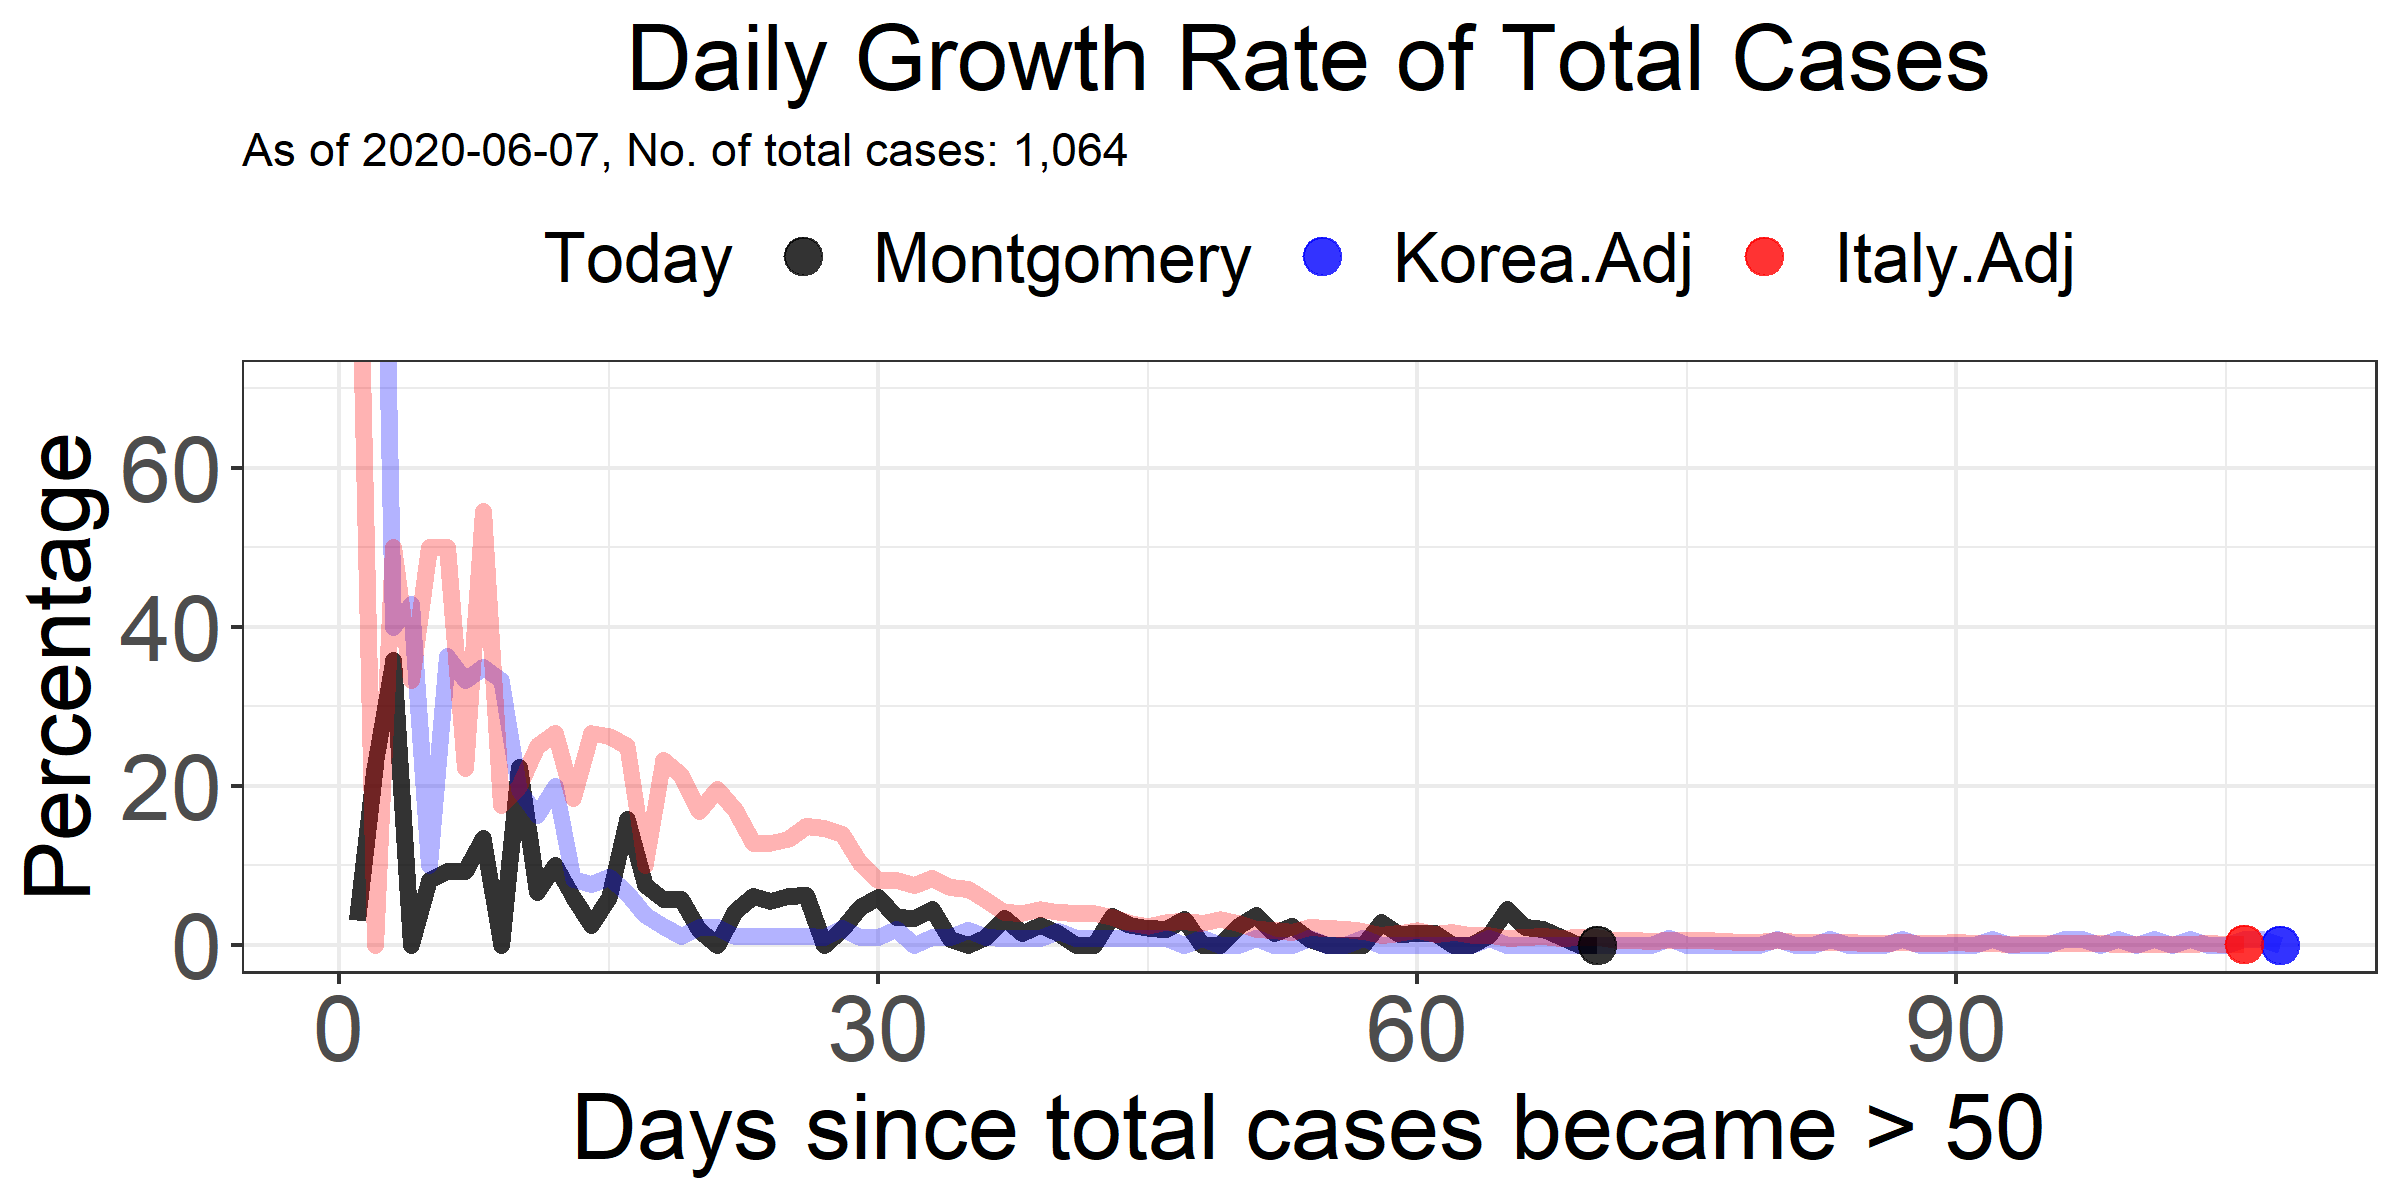 Daily Growth Rate of Total Cases
As of 2020-06-07, No. of total cases: 1,064
Today Montgomery Korea.Adj Italy.Adj
Percentage
60
40
20
0
0 30 60 90
Days since total cases became > 50